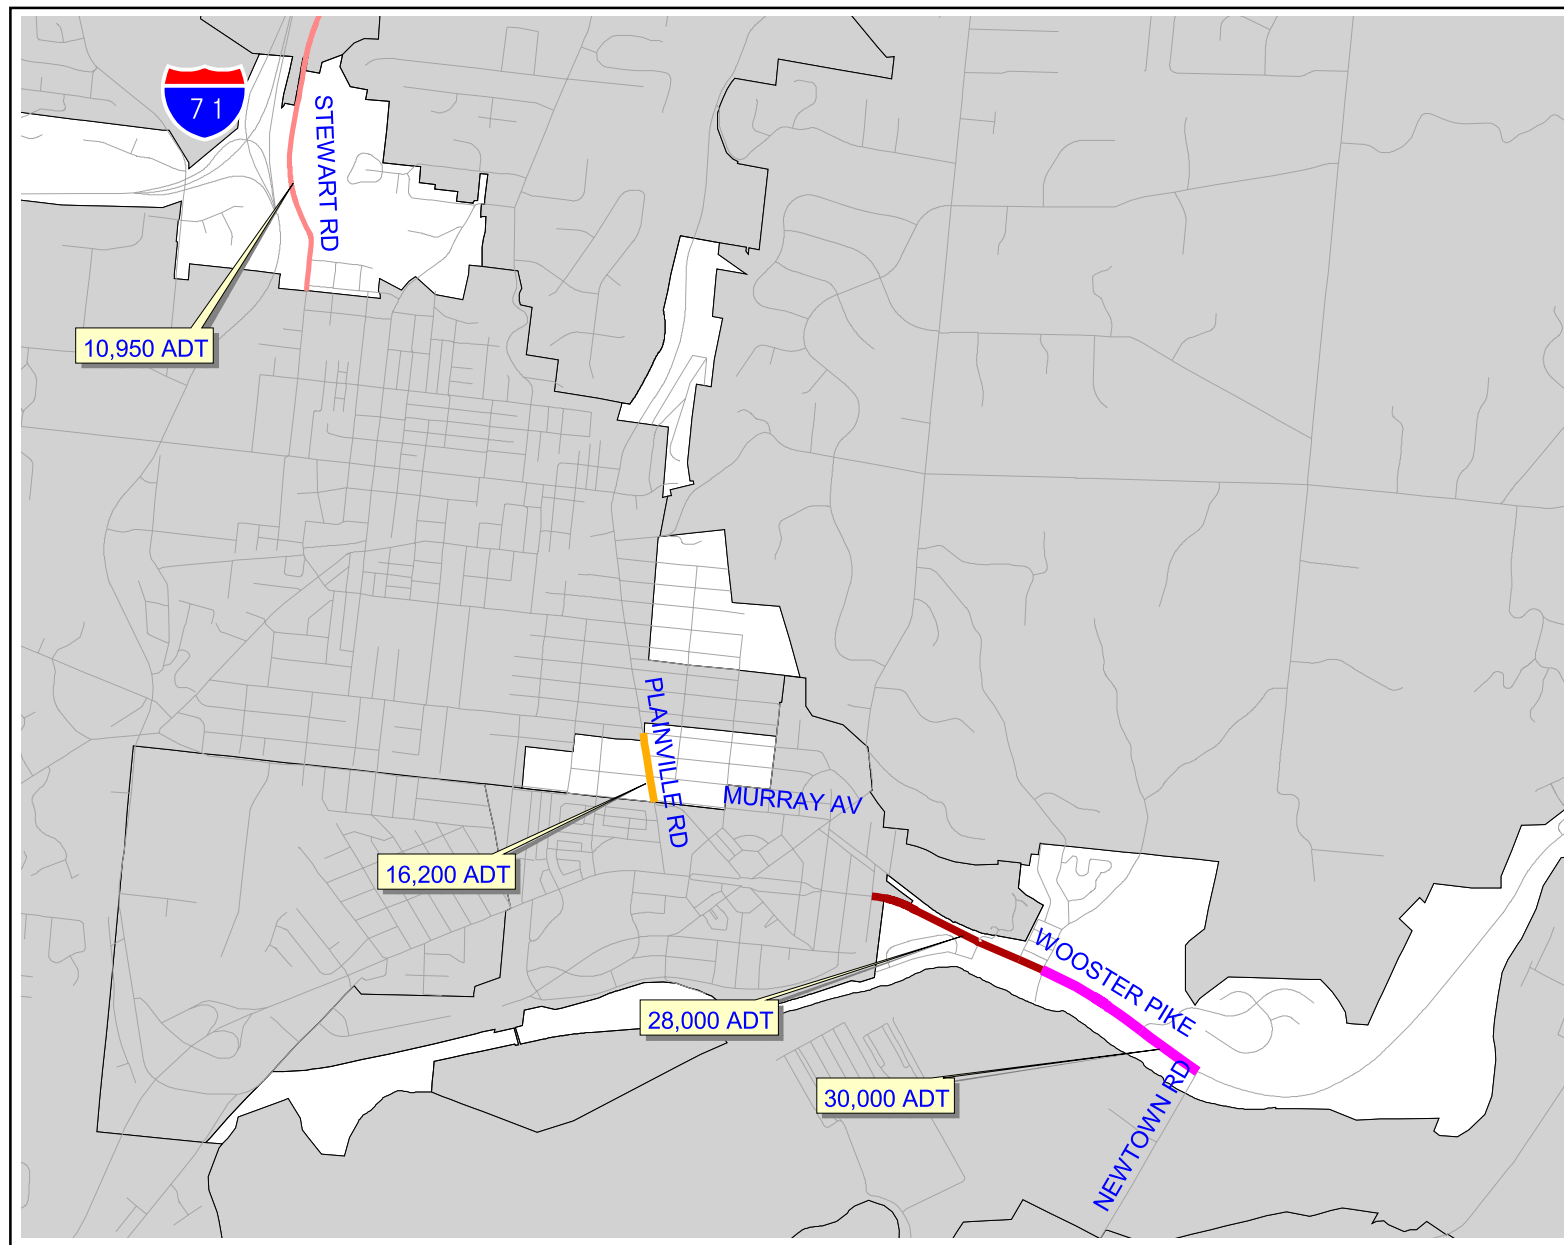 71
STEWART RD
10,950 ADT
PLAINVILLE RD
MURRAY AV
16,200 ADT
WOOSTER PIKE
28,000 ADT
30,000 ADT
NEWTOWN RD